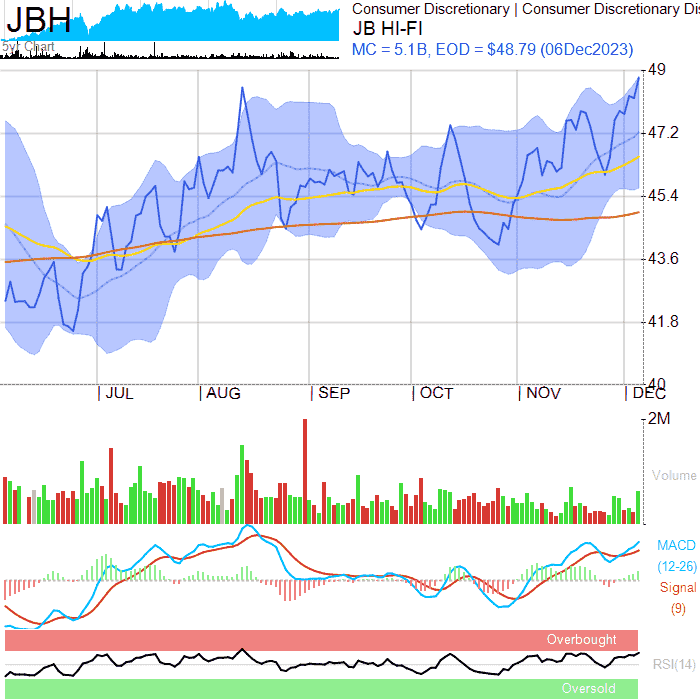 JBH
5yr Chart
Consumer Discretionary | Consumer Discretionary Dis
JB HI-FI
MC = 5.1B, EOD = $48.79 (06Dec2023)
49
47.2
45.4
43.6
41.8
40
JUL AUG SEP OCT NOV DEC
2M
Volume
MACD
(12-26)
Signal
(9)
Overbought
RSI(14)
Oversold